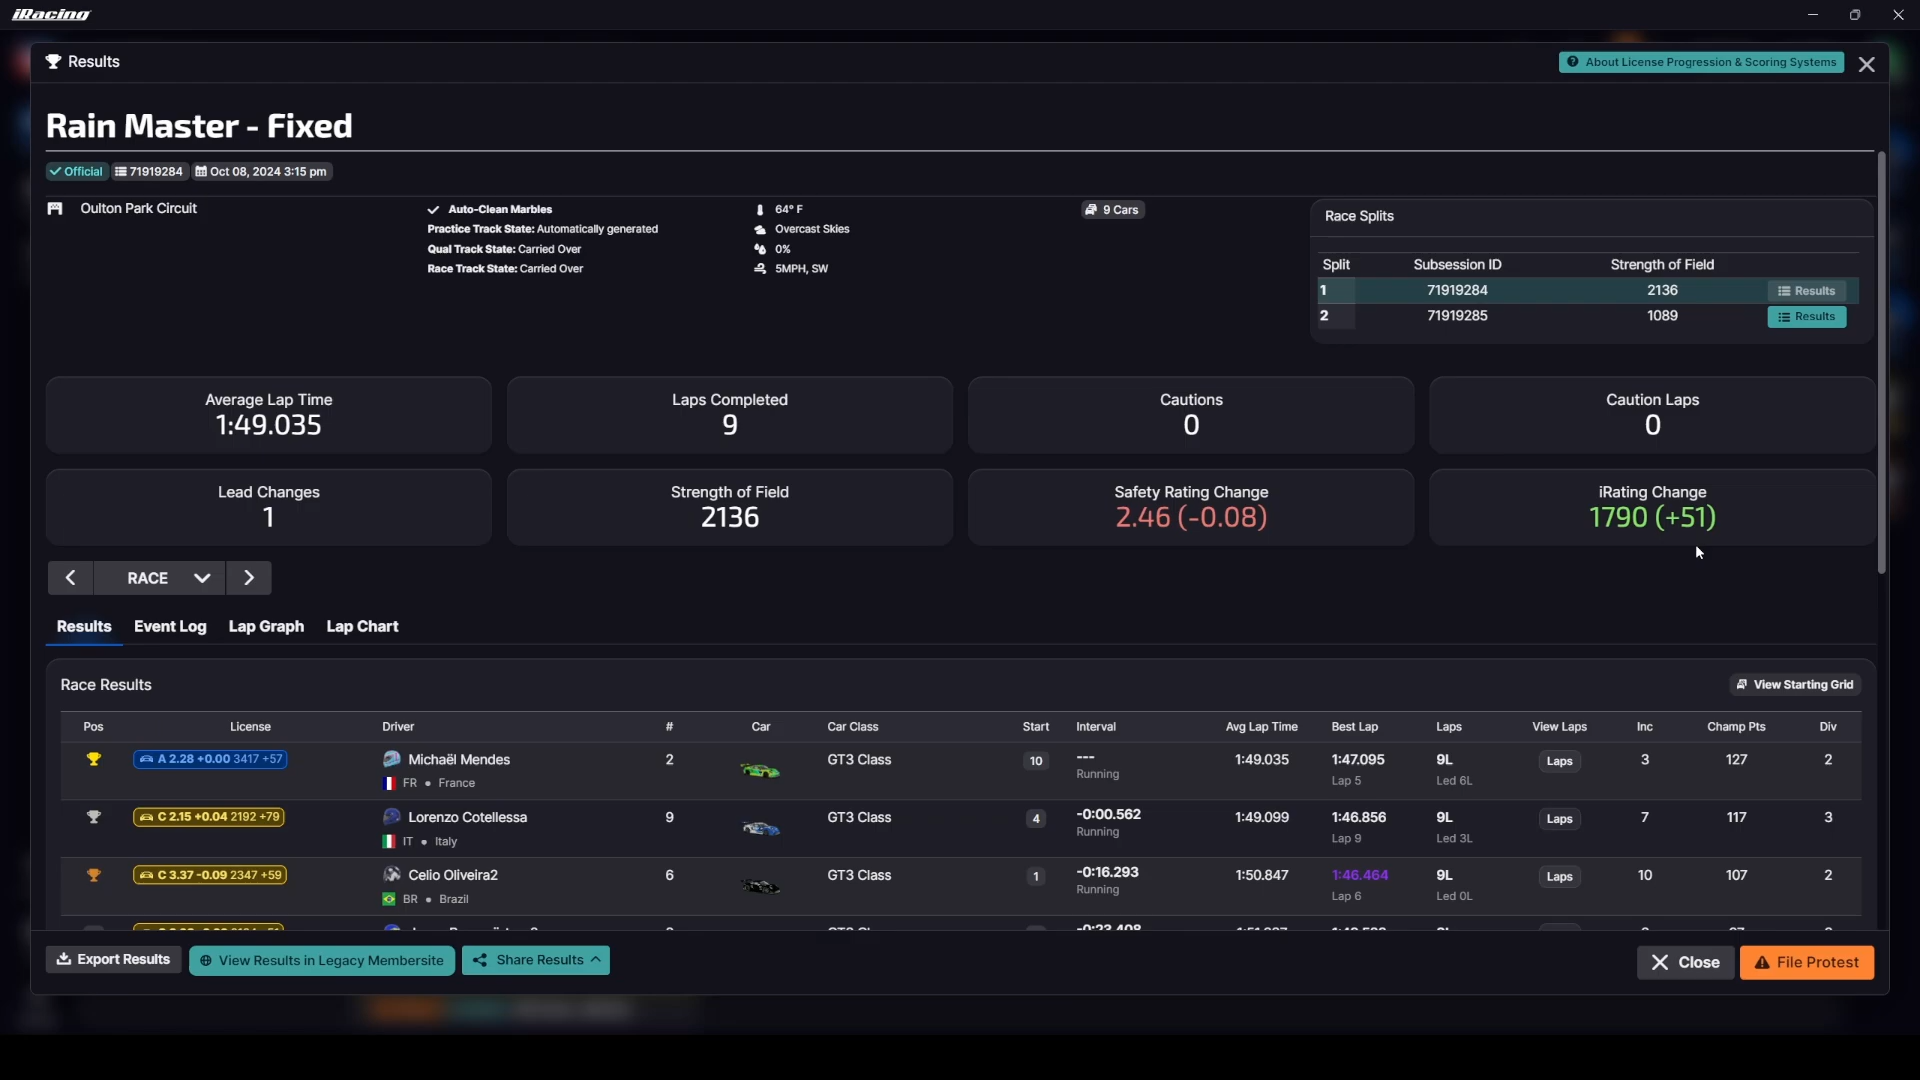 iRacing
Results
About License Progression & Scoring Systems
Rain Master - Fixed
Official 71919284 Oct 08, 2024 3:15 pm
Oulton Park Circuit
Auto-Clean Marbles
Practice Track State: Automatically generated
Qual Track State: Carried Over
Race Track State: Carried Over
64° F
Overcast Skies
0%
5MPH, SW
9 Cars
Race Splits
Split Subsession ID Strength of Field
1 71919284 2136 Results
2 71919285 1089 Results
Average Lap Time
1:49.035
Laps Completed
9
Cautions
0
Caution Laps
0
Lead Changes
1
Strength of Field
2136
Safety Rating Change
2.46 (-0.08)
iRating Change
1790 (+51)
RACE
Results Event Log Lap Graph Lap Chart
Race Results
View Starting Grid
Pos License Driver # Car Car Class Start Interval Avg Lap Time Best Lap Laps View Laps Inc Champ Pts Div
A 2.28 +0.00 3417 +57 Michaël Mendes 2 GT3 Class 10 --- 1:49.035 1:47.095 9L Laps 3 127 2
FR • France Running Lap 5 Led 6L
C 2.15 +0.04 2192 +79 Lorenzo Cotellessa 9 GT3 Class 4 -0:00.562 1:49.099 1:46.856 9L Laps 7 117 3
IT • Italy Running Lap 9 Led 3L
C 3.37 -0.09 2347 +59 Celio Oliveira2 6 GT3 Class 1 -0:16.293 1:50.847 1:46.464 9L Laps 10 107 2
BR • Brazil Running Lap 6 Led 0L
Export Results View Results in Legacy Membersite Share Results Close File Protest